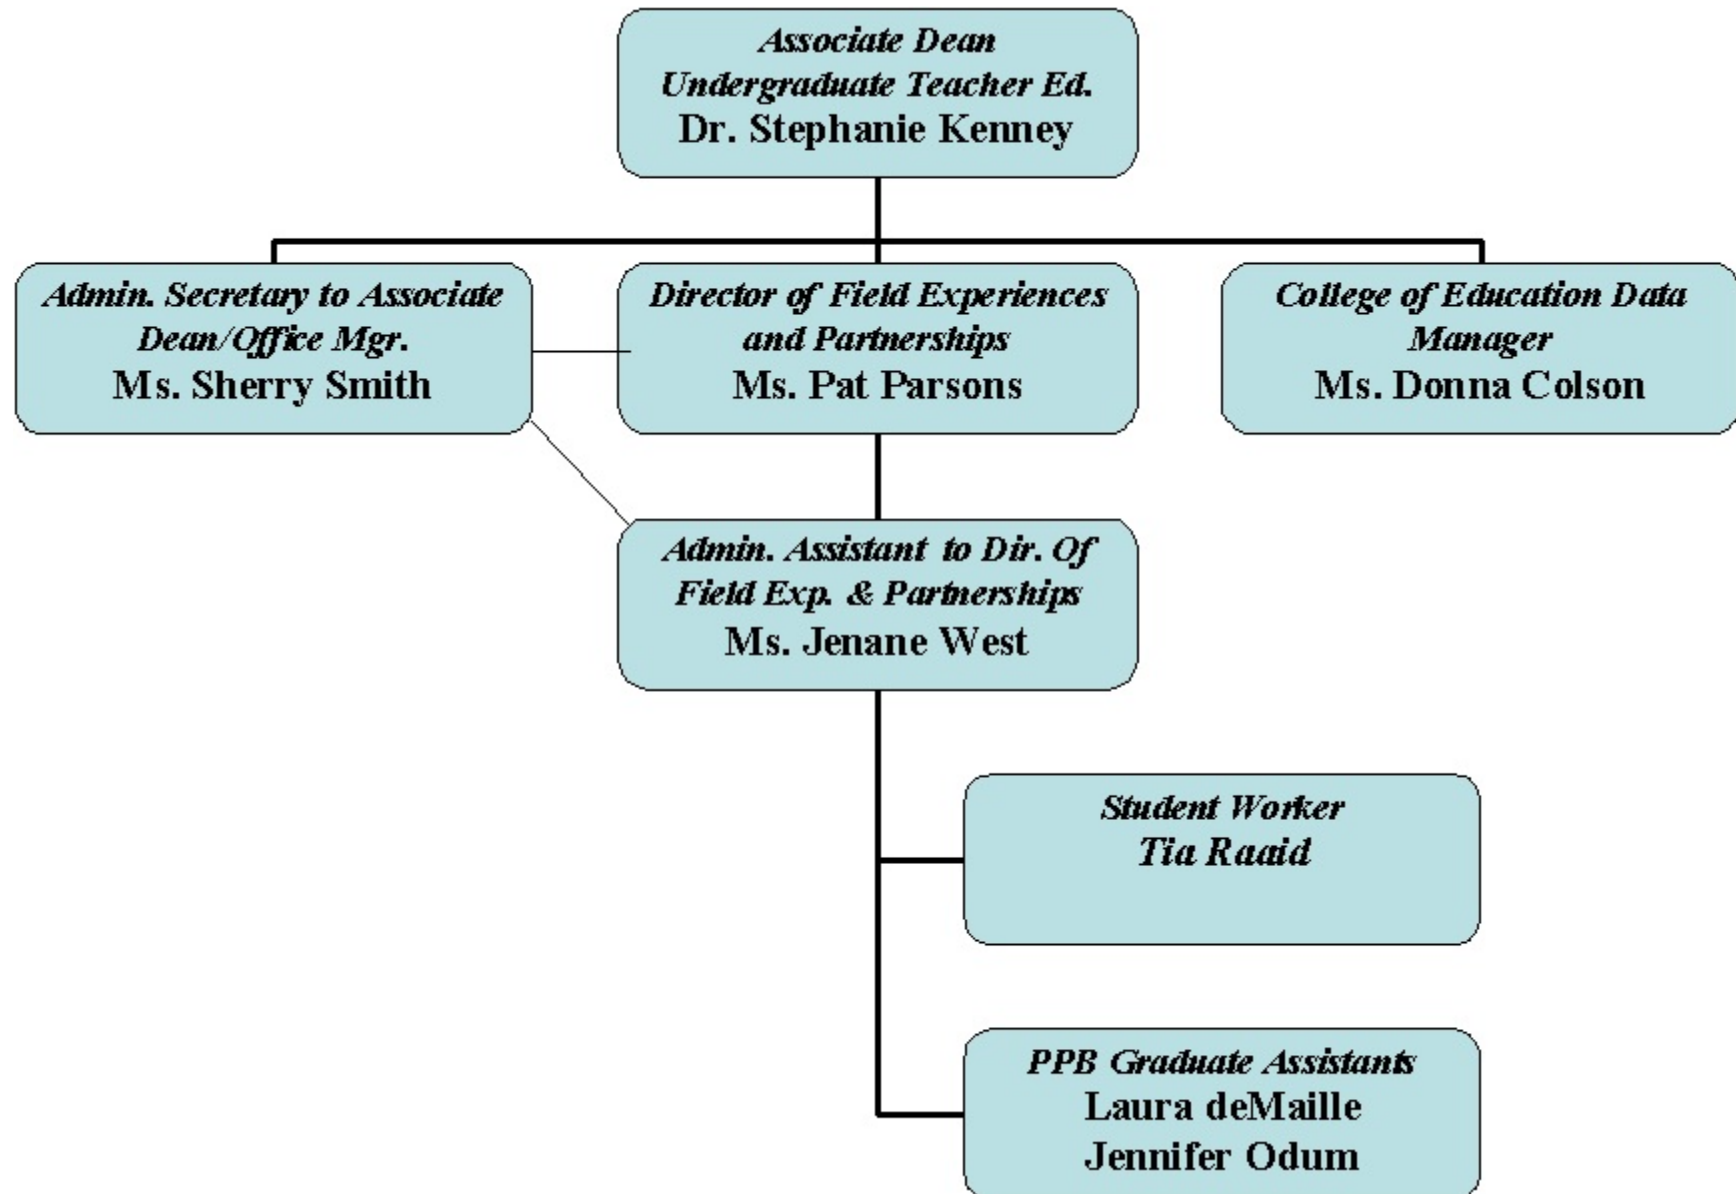 Associate Dean
Undergraduate Teacher Ed.
Dr. Stephanie Kenney
Admin. Secretary to Associate
Dean/Office Mgr.
Ms. Sherry Smith
Director of Field Experiences
and Partnerships
Ms. Pat Parsons
College of Education Data
Manager
Ms. Donna Colson
Admin. Assistant to Dir. Of
Field Exp. & Partnerships
Ms. Jenane West
Student Worker
Tia Raaid
PPB Graduate Assistants
Laura deMaille
Jennifer Odum